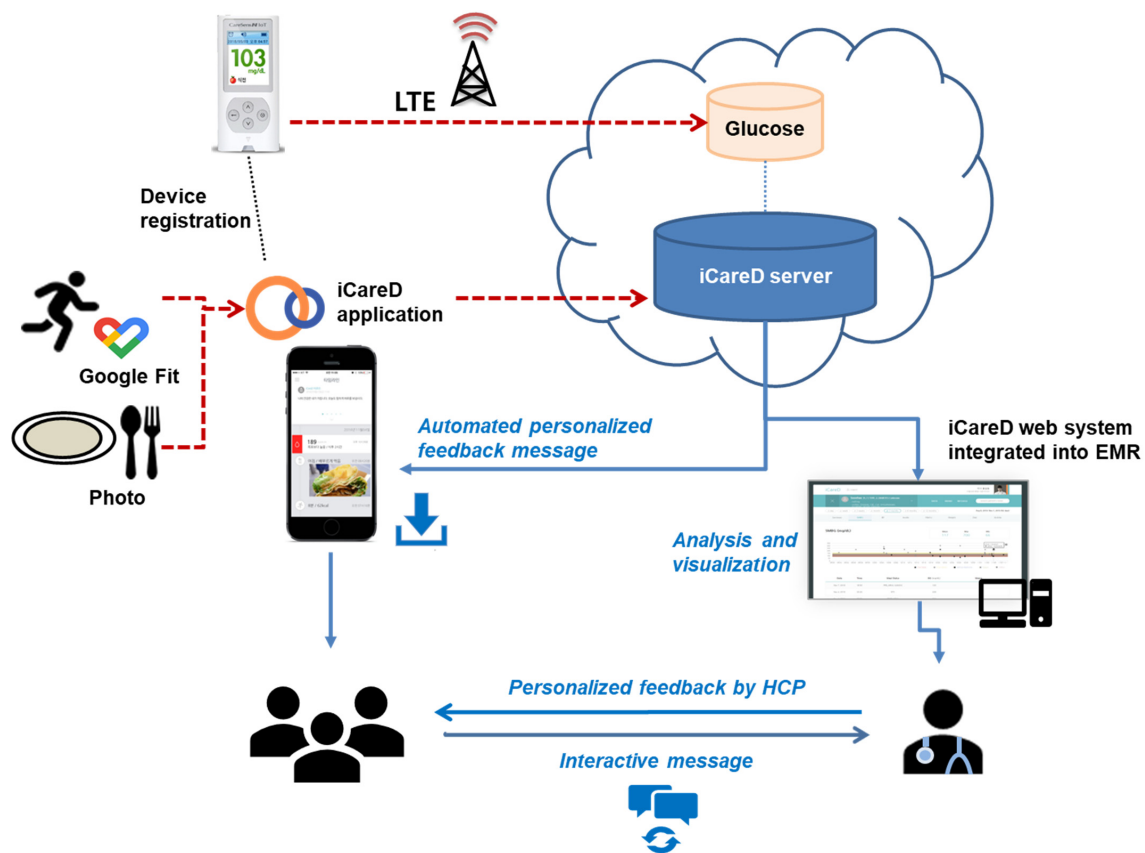 103
mg/dL
LTE
Glucose
Device
registration
iCareD
application
iCareD server
Google Fit
Photo
Automated personalized
feedback message
189
iCareD web system
integrated into EMR
Analysis and
visualization
Personalized feedback by HCP
Interactive message